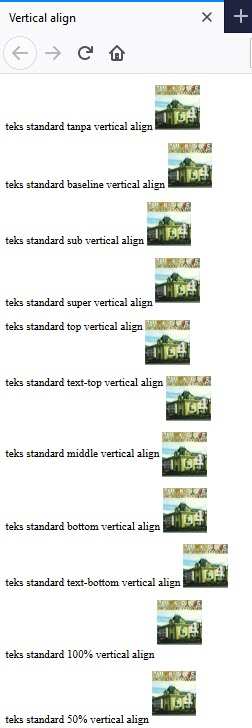 Vertical align
teks standard tanpa vertical align
teks standard baseline vertical align
teks standard sub vertical align
teks standard super vertical align
teks standard top vertical align
teks standard text-top vertical align
teks standard middle vertical align
teks standard bottom vertical align
teks standard text-bottom vertical align
teks standard 100% vertical align
teks standard 50% vertical align